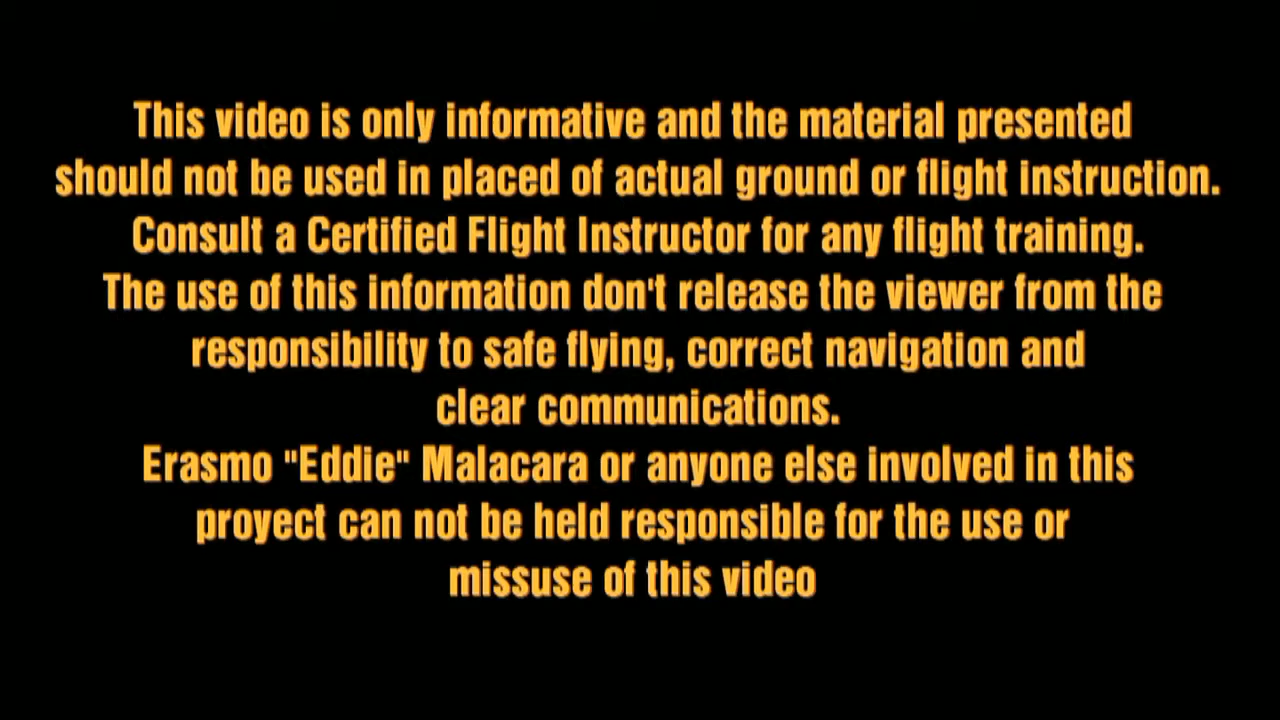 This video is only informative and the material presented
should not be used in placed of actual ground or flight instruction.
Consult a Certified Flight Instructor for any flight training.
The use of this information don't release the viewer from the
responsibility to safe flying, correct navigation and
clear communications.
Erasmo "Eddie" Malacara or anyone else involved in this
proyect can not be held responsible for the use or
missuse of this video